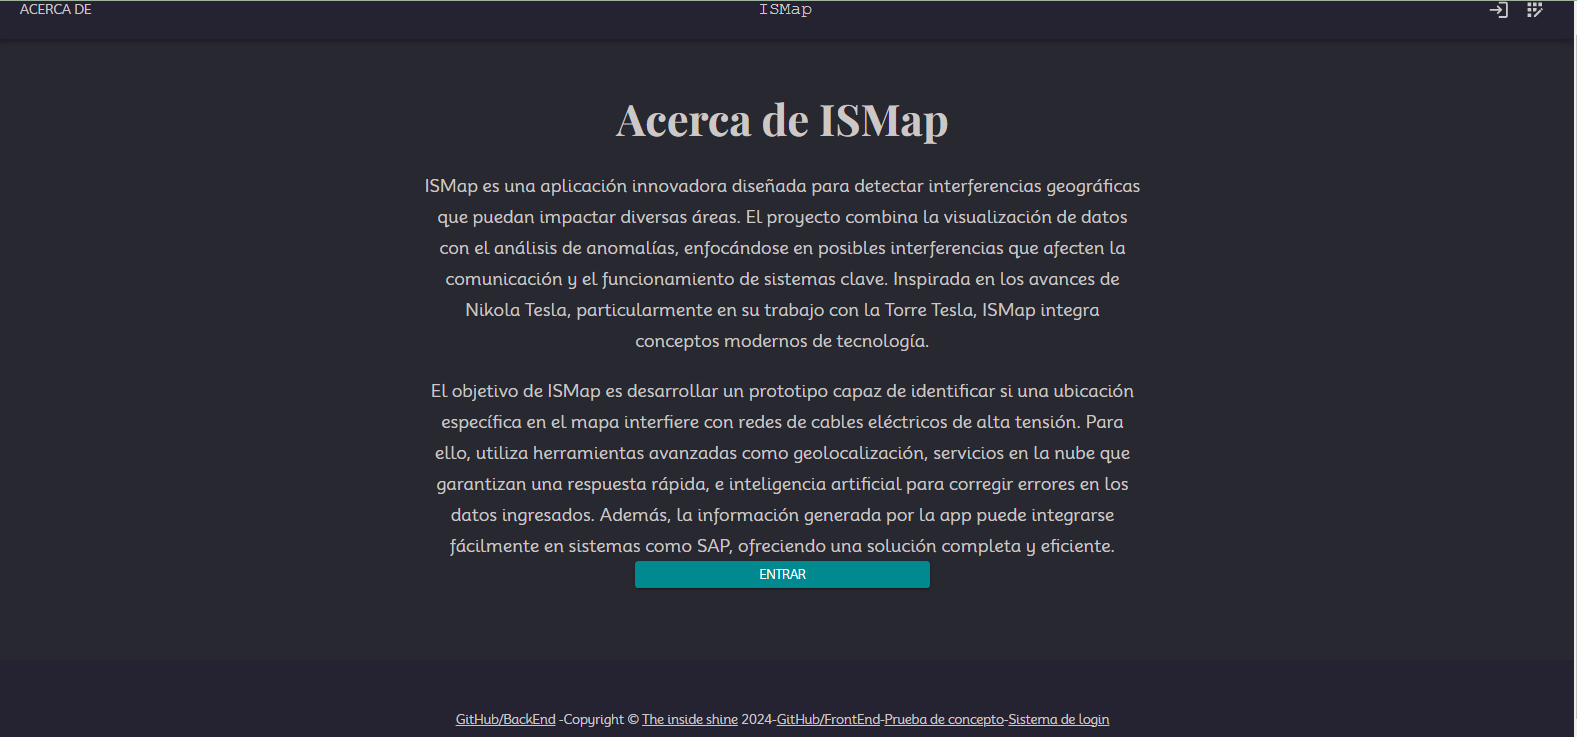 ACERCA DE
ISMap
Acerca de ISMap
ISMap es una aplicación innovadora diseñada para detectar interferencias geográficas
que puedan impactar diversas áreas. El proyecto combina la visualización de datos
con el análisis de anomalías, enfocándose en posibles interferencias que afecten la
comunicación y el funcionamiento de sistemas clave. Inspirada en los avances de
Nikola Tesla, particularmente en su trabajo con la Torre Tesla, ISMap integra
conceptos modernos de tecnología.
El objetivo de ISMap es desarrollar un prototipo capaz de identificar si una ubicación
específica en el mapa interfiere con redes de cables eléctricos de alta tensión. Para
ello, utiliza herramientas avanzadas como geolocalización, servicios en la nube que
garantizan una respuesta rápida, e inteligencia artificial para corregir errores en los
datos ingresados. Además, la información generada por la app puede integrarse
fácilmente en sistemas como SAP, ofreciendo una solución completa y eficiente.
ENTRAR
GitHub/BackEnd -Copyright © The inside shine 2024-GitHub/FrontEnd-Prueba de concepto-Sistema de login